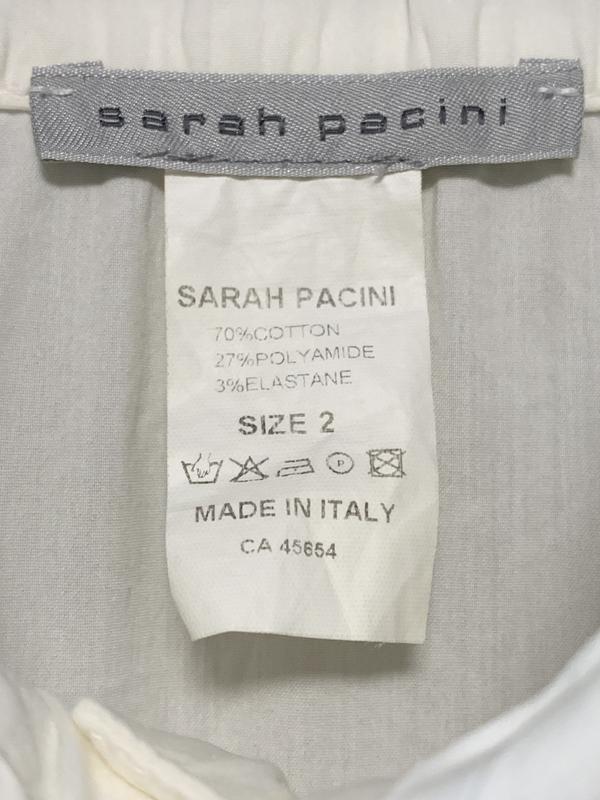 sarah pacini
SARAH PACINI
70%COTTON
27%POLYAMIDE
3%ELASTANE
SIZE 2
P
MADE IN ITALY
CA 45654